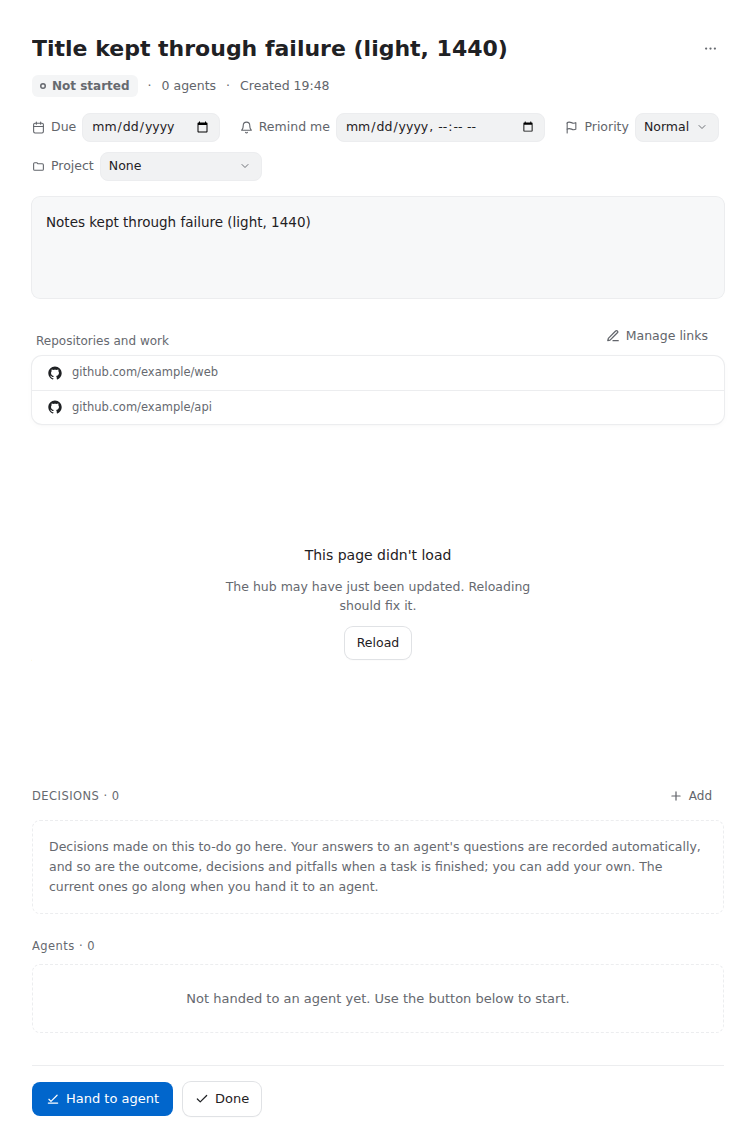 Title kept through failure (light, 1440)
Not started · 0 agents · Created 19:48
Due mm/dd/yyyy Remind me mm/dd/yyyy, --:-- -- Priority Normal
Project None
Notes kept through failure (light, 1440)
Repositories and work Manage links
github.com/example/web
github.com/example/api
This page didn't load
The hub may have just been updated. Reloading
should fix it.
Reload
DECISIONS · 0 Add
Decisions made on this to-do go here. Your answers to an agent's questions are recorded automatically,
and so are the outcome, decisions and pitfalls when a task is finished; you can add your own. The
current ones go along when you hand it to an agent.
Agents · 0
Not handed to an agent yet. Use the button below to start.
Hand to agent Done